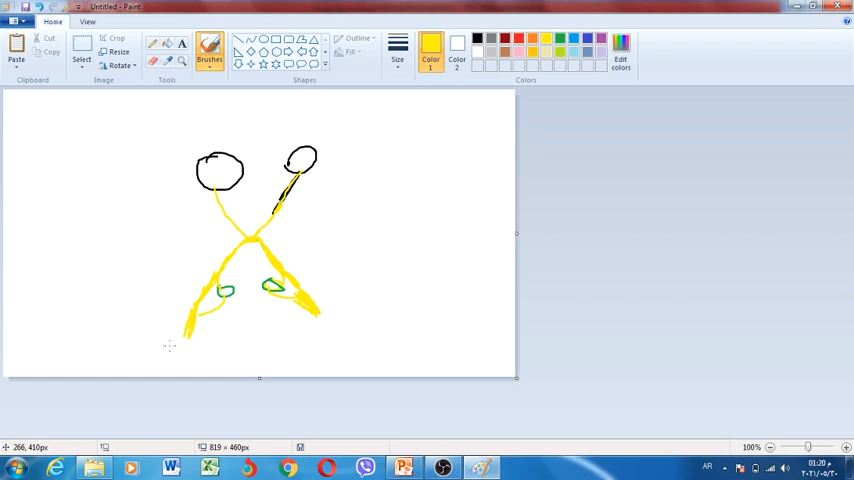 Untitled - Paint
Home View
Paste
Cut
Copy
Clipboard
Select
Crop
Resize
Rotate
Image
A
Tools
Brushes
Outline
Fill
Shapes
Size
Color 1
Color 2
Edit colors
Colors
266, 410px
819 × 460px
100%
AR
01:20 م